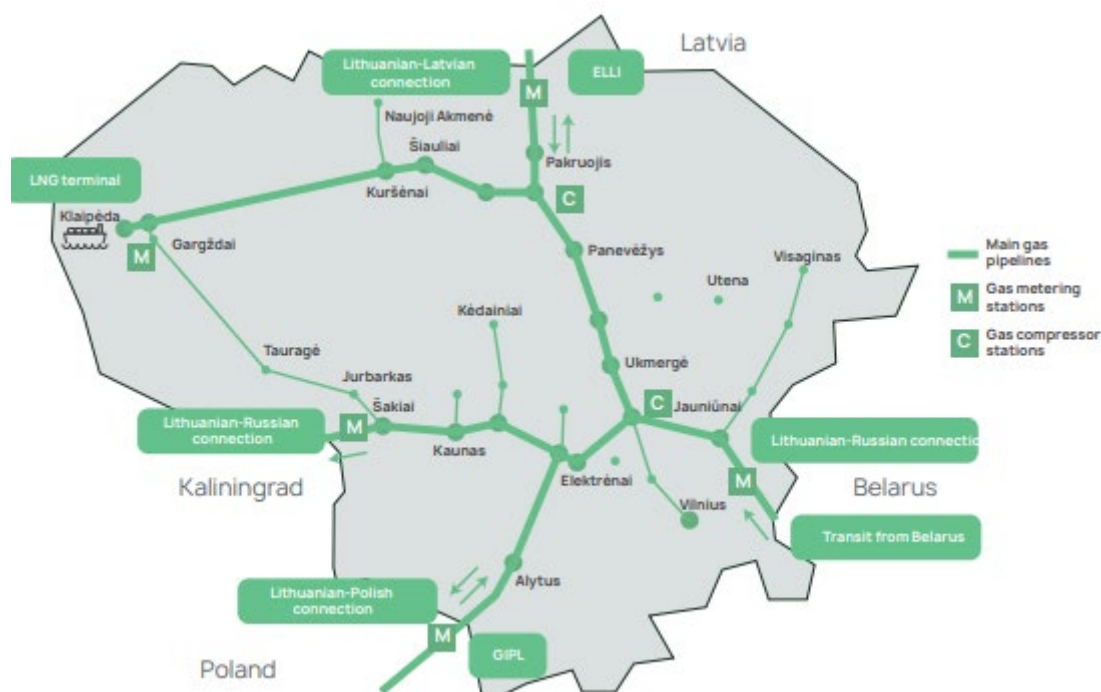 Latvia
Lithuanian-Latvian
connection
ELLI
M
Naujoji Akmenė
Šiauliai
Pakruojis
LNG terminal
Kuršėnai
C
Klaipėda
Gargždai
M
Panevėžys
Visaginas
Utena
Main gas
pipelines
M
Gas metering
stations
C
Gas compressor
stations
Kėdainiai
Tauragė
Jurbarkas
Ukmergė
Šakiai
C
Jauniūnai
Lithuanian-Russian
connection
M
Lithuanian-Russian connectio
Kaunas
Elektrėnai
Kaliningrad
M
Belarus
Vilnius
Transit from Belarus
Alytus
Lithuanian-Polish
connection
M
GIPL
Poland